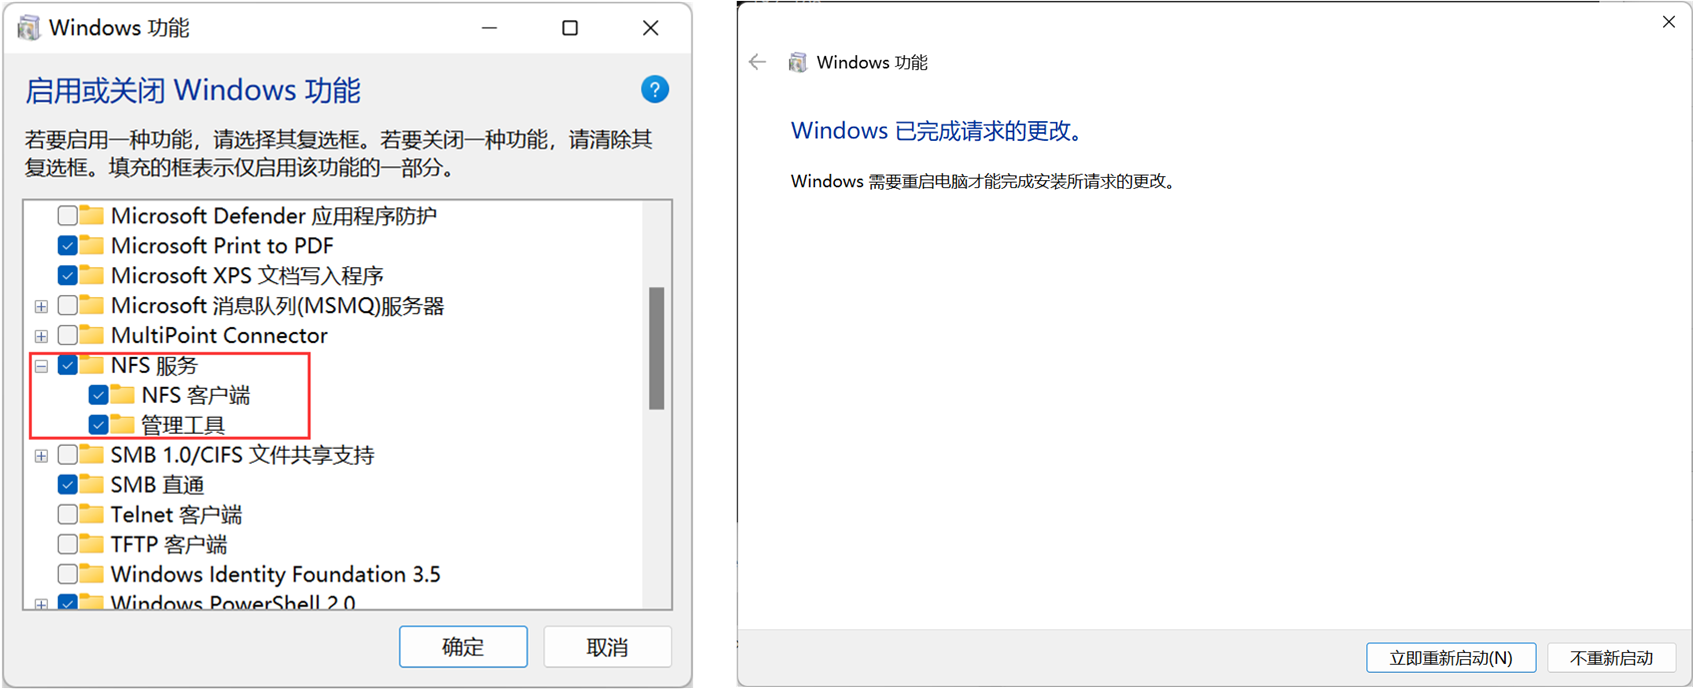 Windows 功能
启用或关闭 Windows 功能
?
若要启用一种功能，请选择其复选框。若要关闭一种功能，请清除其
复选框。填充的框表示仅启用该功能的一部分。
Microsoft Defender 应用程序防护
Microsoft Print to PDF
Microsoft XPS 文档写入程序
Microsoft 消息队列(MSMQ)服务器
MultiPoint Connector
NFS 服务
NFS 客户端
管理工具
SMB 1.0/CIFS 文件共享支持
SMB 直通
Telnet 客户端
TFTP 客户端
Windows Identity Foundation 3.5
Windows PowerShell 2.0
确定
取消
Windows 功能
Windows 已完成请求的更改。
Windows 需要重启电脑才能完成安装所请求的更改。
立即重新启动(N)
不重新启动